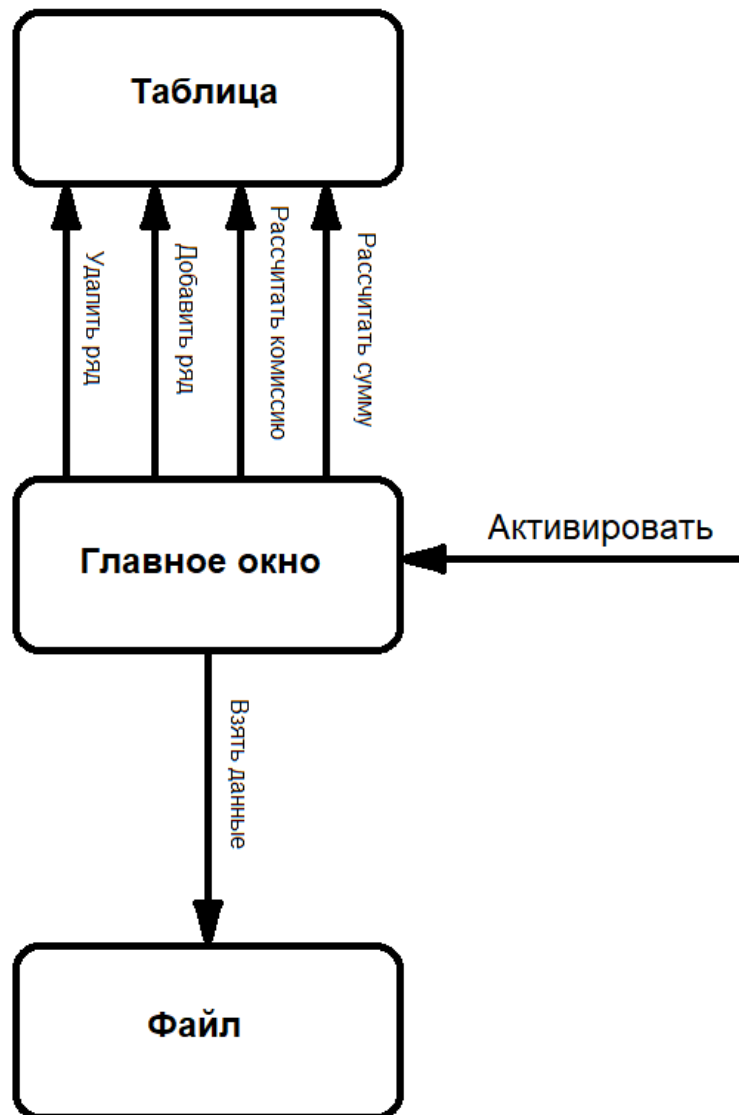 Таблица
Удалить ряд
Добавить ряд
Рассчитать комиссию
Рассчитать сумму
Активировать
Главное окно
Взять данные
Файл